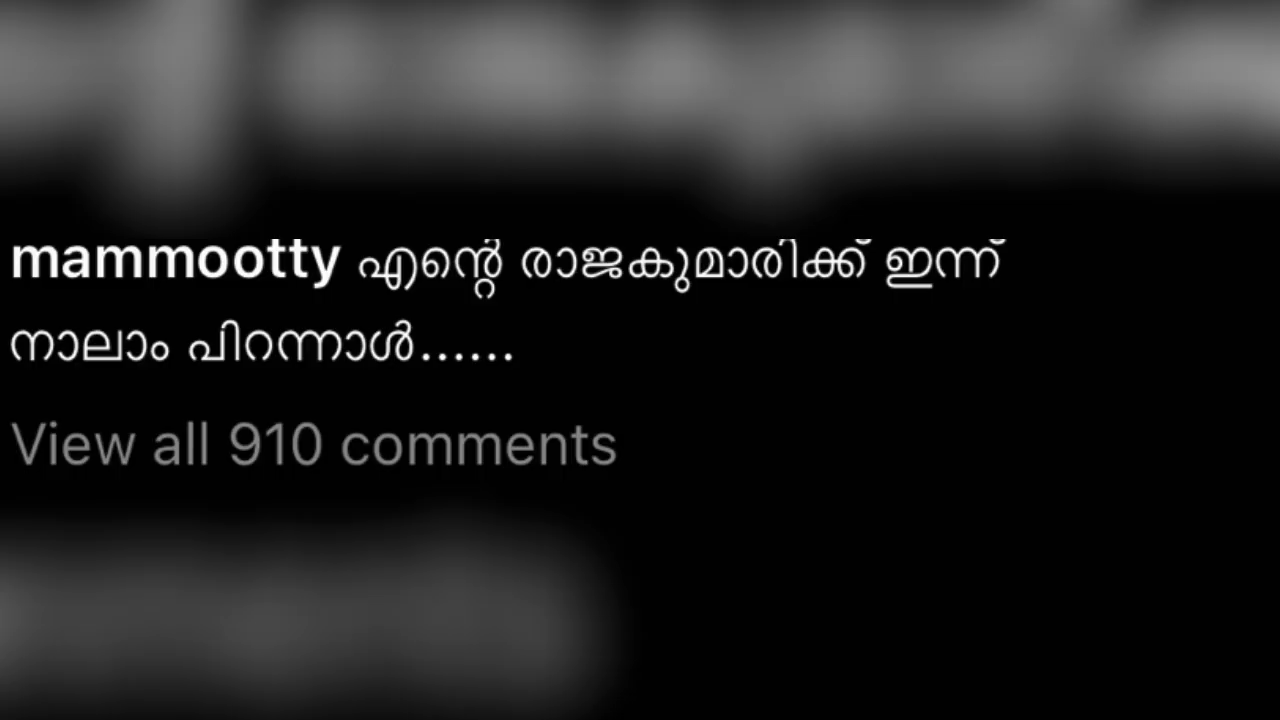 mammootty എന്റെ രാജകുമാരിക്ക് ഇന്ന്
നാലാം പിറന്നാൾ......
View all 910 comments